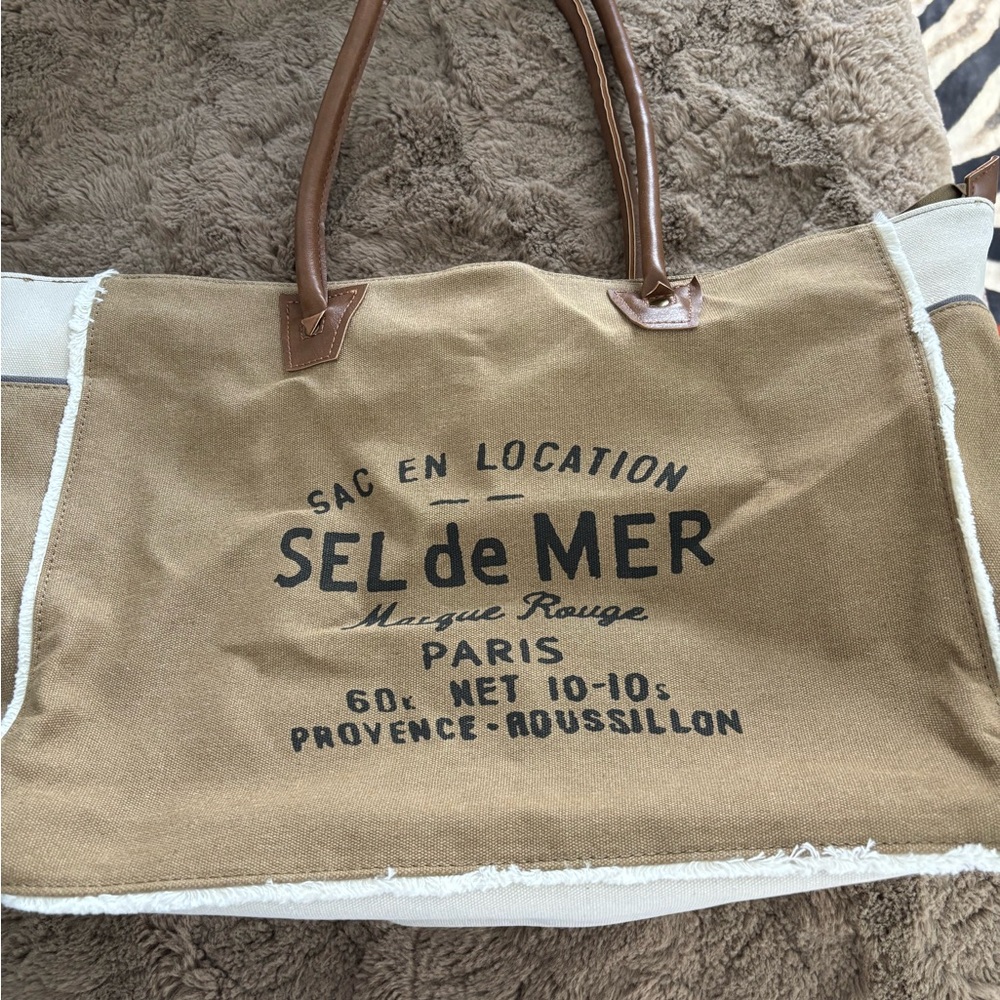 SAC EN LOCATION
SEL de MER
Marque Rouge
PARIS
60K NET 10-10s
PROVENCE-ROUSSILLON